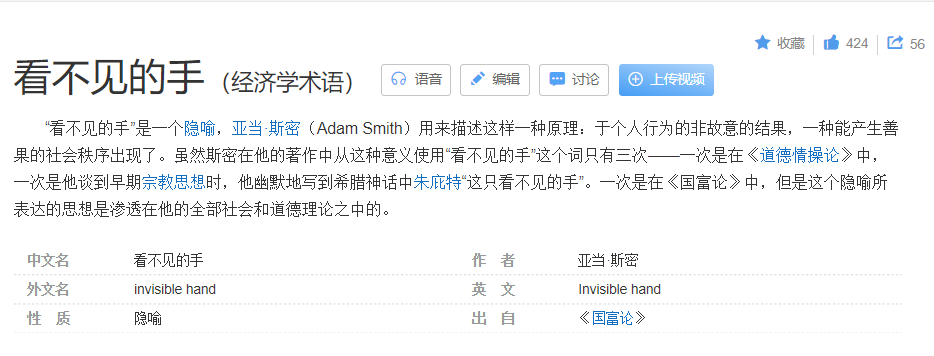 收藏 424 56
看不见的手 （经济学术语） 语音 编辑 讨论 上传视频
“看不见的手”是一个隐喻，亚当·斯密（Adam Smith）用来描述这样一种原理：于个人行为的非故意的结果，一种能产生善
果的社会秩序出现了。虽然斯密在他的著作中从这种意义使用“看不见的手”这个词只有三次——一次是在《道德情操论》中，
一次是他谈到早期宗教思想时，他幽默地写到希腊神话中朱庇特“这只看不见的手”。一次是在《国富论》中，但是这个隐喻所
表达的思想是渗透在他的全部社会和道德理论之中的。
中文名 看不见的手 作 者 亚当·斯密
外文名 invisible hand 英 文 Invisible hand
性 质 隐喻 出 自 《国富论》